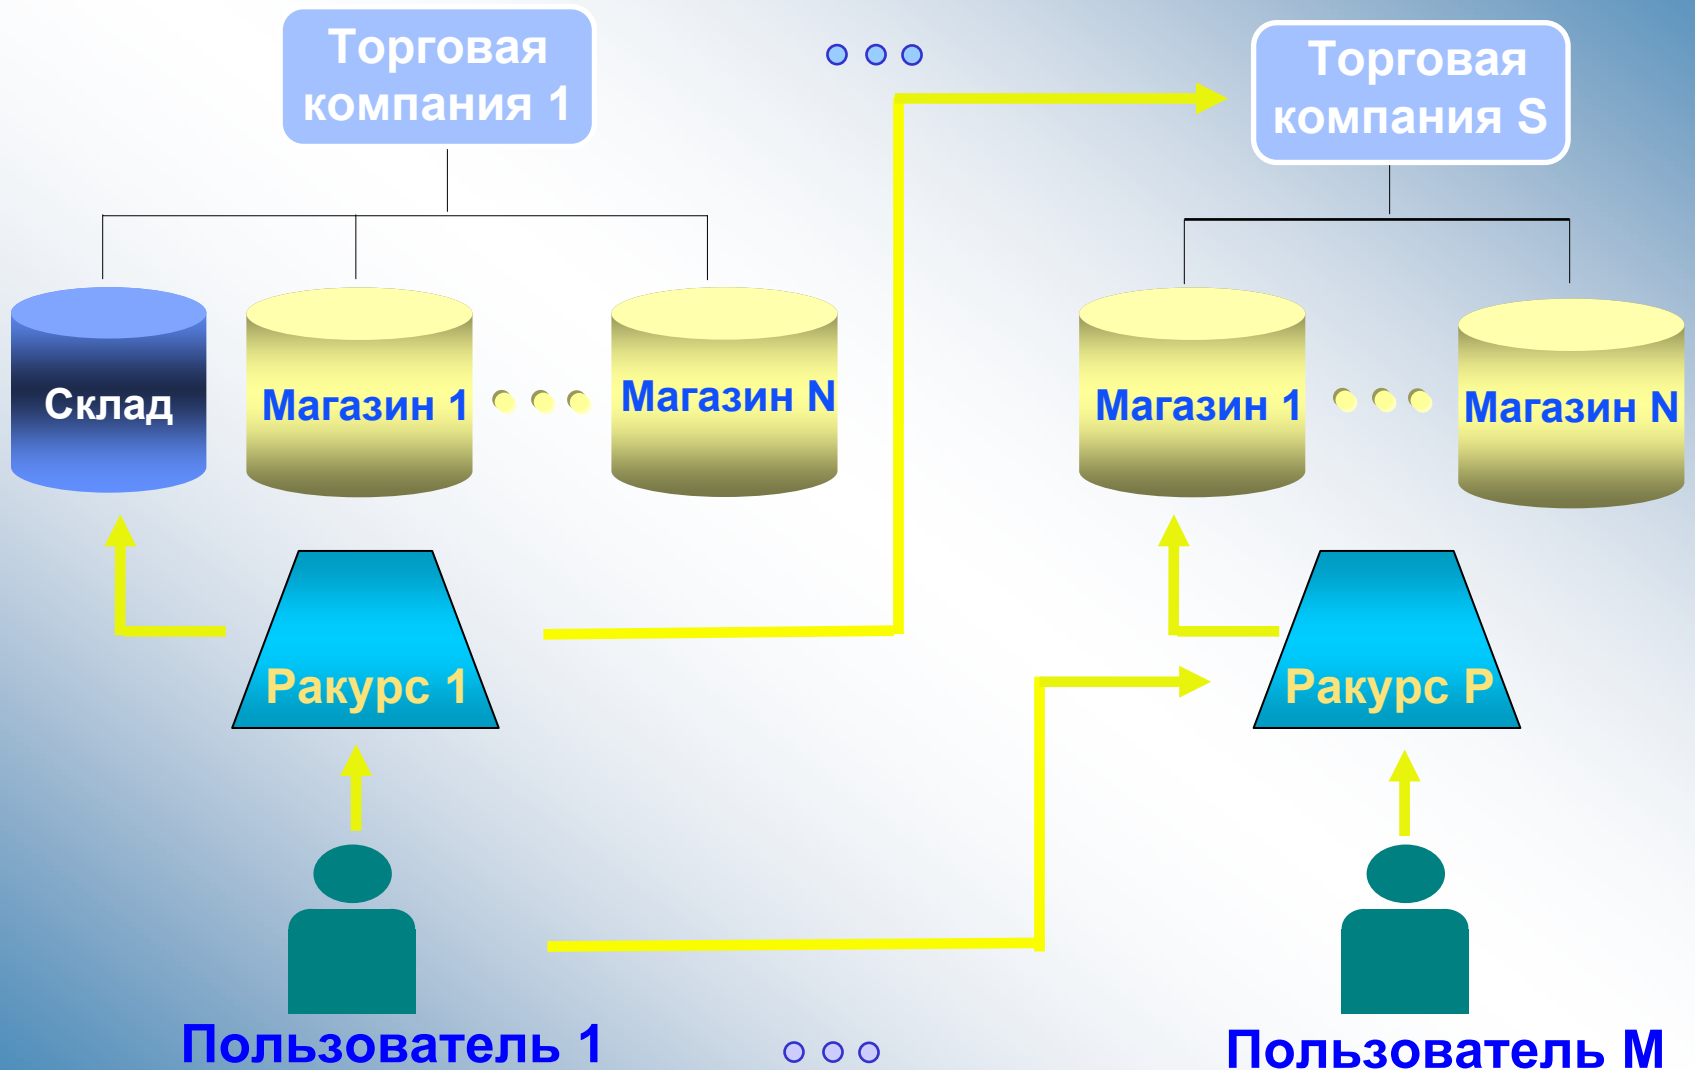 Торговая
компания 1
Торговая
компания S
Склад
Магазин 1
Магазин N
Магазин 1
Магазин N
Ракурс 1
Ракурс P
Пользователь 1
Пользователь M